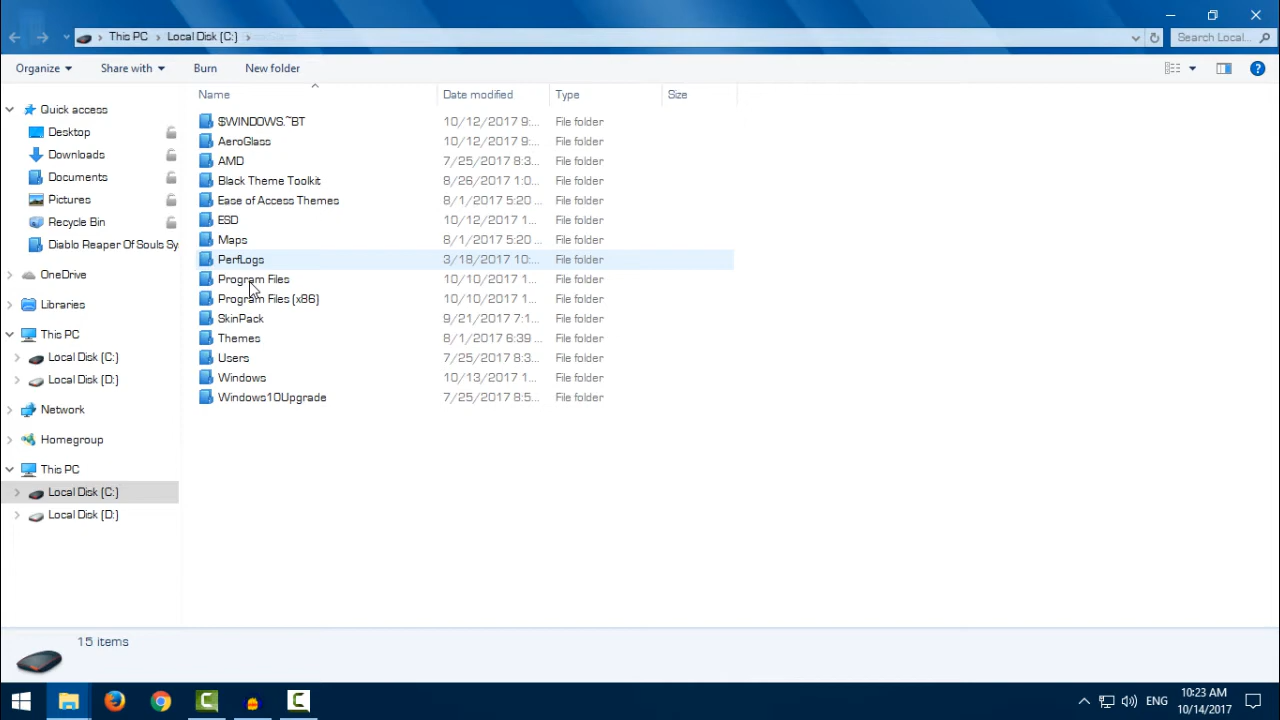 This PC > Local Disk (C:) >
Search Local...
Organize Share with Burn New folder
Name Date modified Type Size
Quick access
Desktop
Downloads
Documents
Pictures
Recycle Bin
Diablo Reaper Of Souls Sy
OneDrive
Libraries
This PC
Local Disk (C:)
Local Disk (D:)
Network
Homegroup
This PC
Local Disk (C:)
Local Disk (D:)
$WINDOWS.~BT 10/12/2017 9:... File folder
AeroGlass 10/12/2017 9:... File folder
AMD 7/25/2017 8:3... File folder
Black Theme Toolkit 8/26/2017 1:0... File folder
Ease of Access Themes 8/1/2017 5:20 ... File folder
ESD 10/12/2017 1... File folder
Maps 8/1/2017 5:20 ... File folder
PerfLogs 3/18/2017 10:... File folder
Program Files 10/10/2017 1... File folder
Program Files (x86) 10/10/2017 1... File folder
SkinPack 9/21/2017 7:1... File folder
Themes 8/1/2017 6:39 ... File folder
Users 7/25/2017 8:3... File folder
Windows 10/13/2017 1... File folder
Windows10Upgrade 7/25/2017 8:5... File folder
15 items
ENG
10:23 AM
10/14/2017